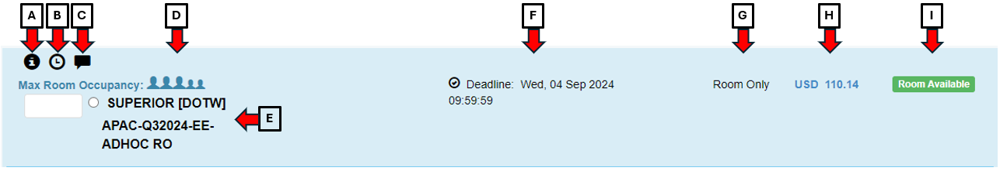 A B C D F G H I
Max Room Occupancy:
Deadline: Wed, 04 Sep 2024
09:59:59
Room Only
USD 110.14
Room Available
SUPERIOR [DOTW]
APAC-Q32024-EE-
ADHOC RO
E